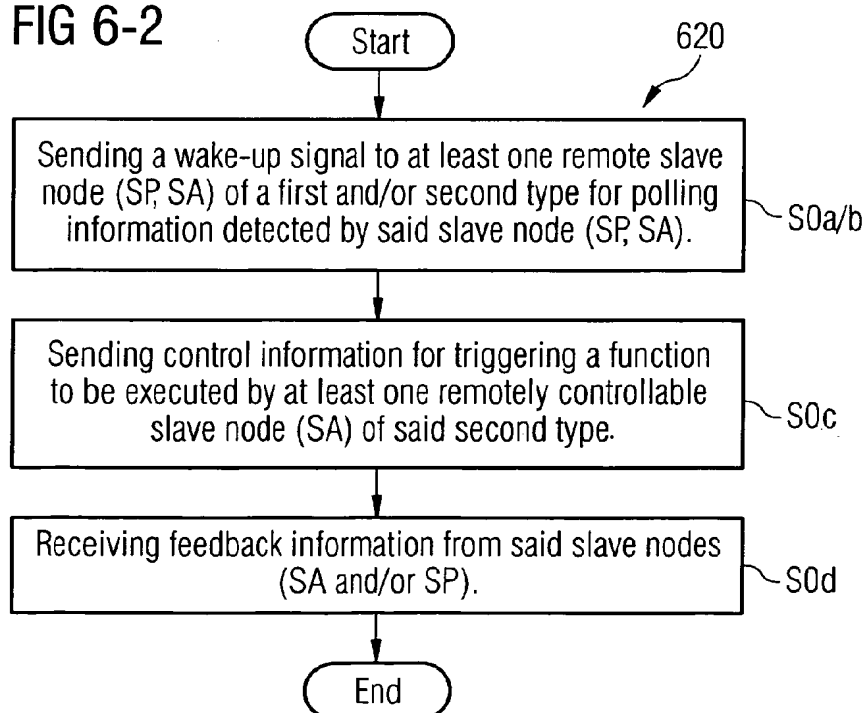 FIG 6-2
Start
620
Sending a wake-up signal to at least one remote slave
node (SP, SA) of a first and/or second type for polling
information detected by said slave node (SP, SA).
S0a/b
Sending control information for triggering a function
to be executed by at least one remotely controllable
slave node (SA) of said second type.
S0c
Receiving feedback information from said slave nodes
(SA and/or SP).
S0d
End